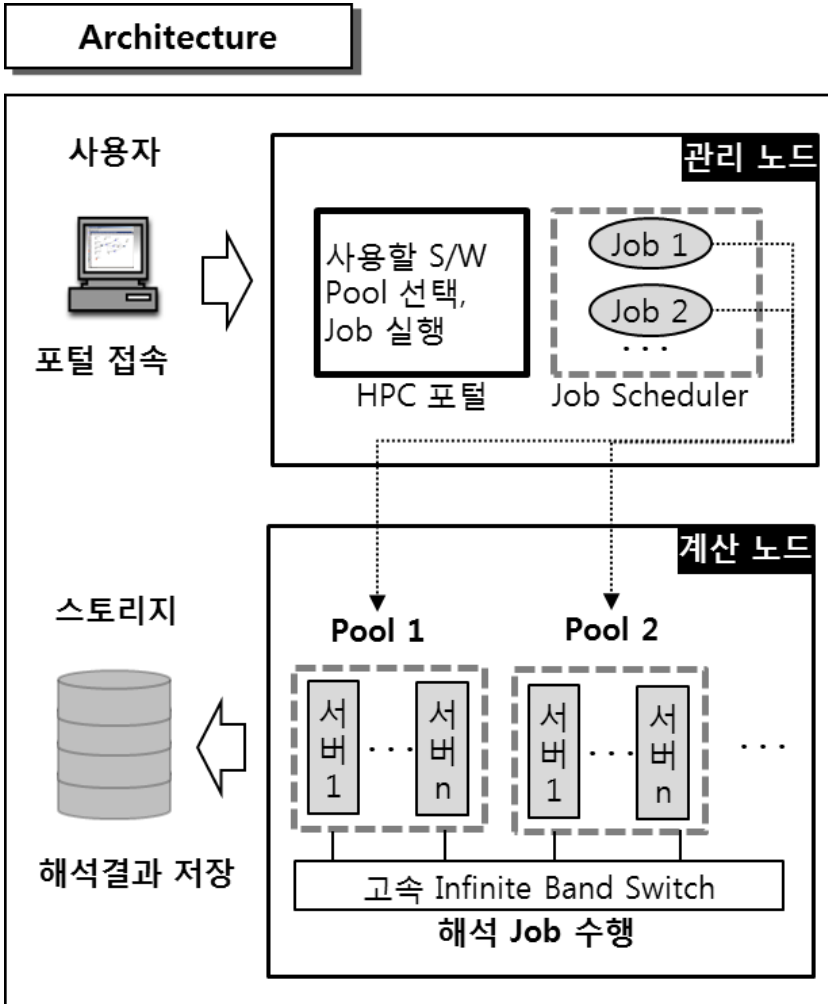 Architecture
사용자
포털 접속
관리 노드
사용할 S/W
Pool 선택,
Job 실행
HPC 포털
Job 1
Job 2
...
Job Scheduler
계산 노드
Pool 1
Pool 2
서버1
...
서버n
서버1
...
서버n
...
고속 Infinite Band Switch
해석 Job 수행
스토리지
해석결과 저장